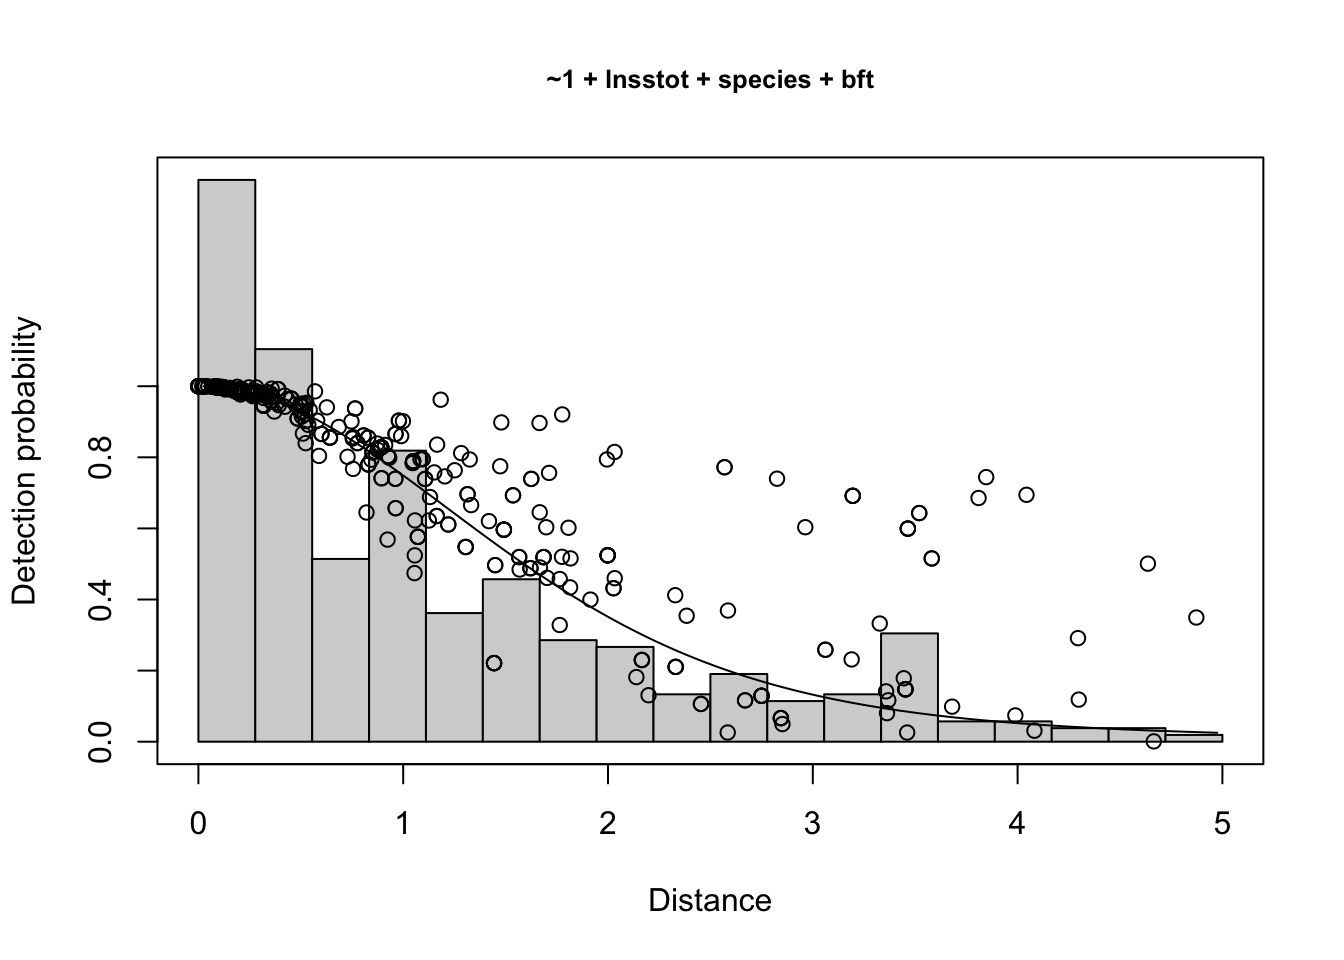 ~1 + lnsstot + species + bft
Detection probability
0.8
0.4
0.0
0 1 2 3 4 5
Distance